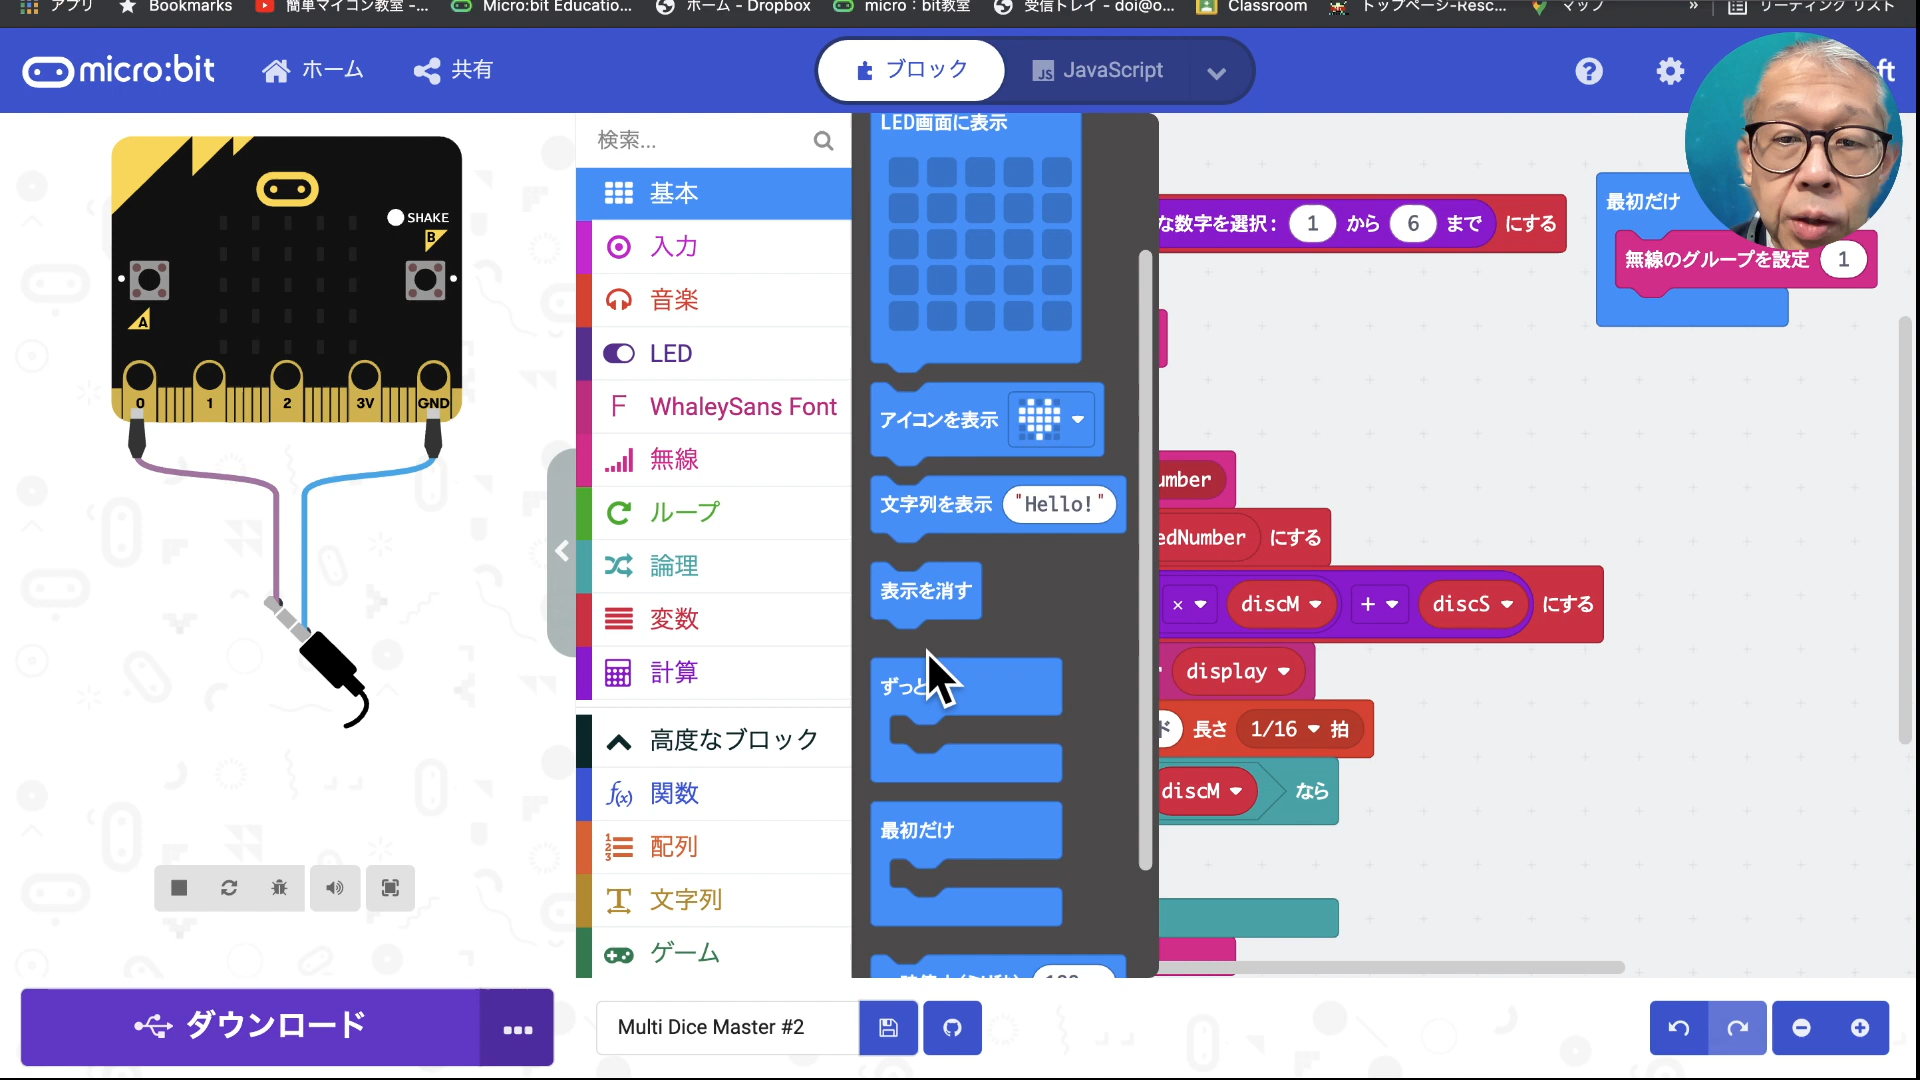 アプリ
Bookmarks
簡単マイコン教室 -...
Micro:bit Educatio...
ホーム - Dropbox
micro：bit教室
受信トレイ - doi@o...
Classroom
トップページ-Resc...
マップ
»
リーディング リスト
micro:bit
ホーム
共有
ブロック
JS JavaScript
ft
SHAKE
B
A
0 1 2 3V GND
検索...
基本
入力
音楽
LED
F WhaleySans Font
無線
ループ
論理
変数
計算
高度なブロック
f(x) 関数
配列
文字列
ゲーム
LED画面に表示
アイコンを表示
文字列を表示 "Hello!"
表示を消す
ずっと
最初だけ
な数字を選択： 1 から 6 まで にする
最初だけ
無線のグループを設定 1
umber
edNumber にする
× discM + discS にする
display
ド 長さ 1/16 拍
discM なら
ダウンロード ...
Multi Dice Master #2